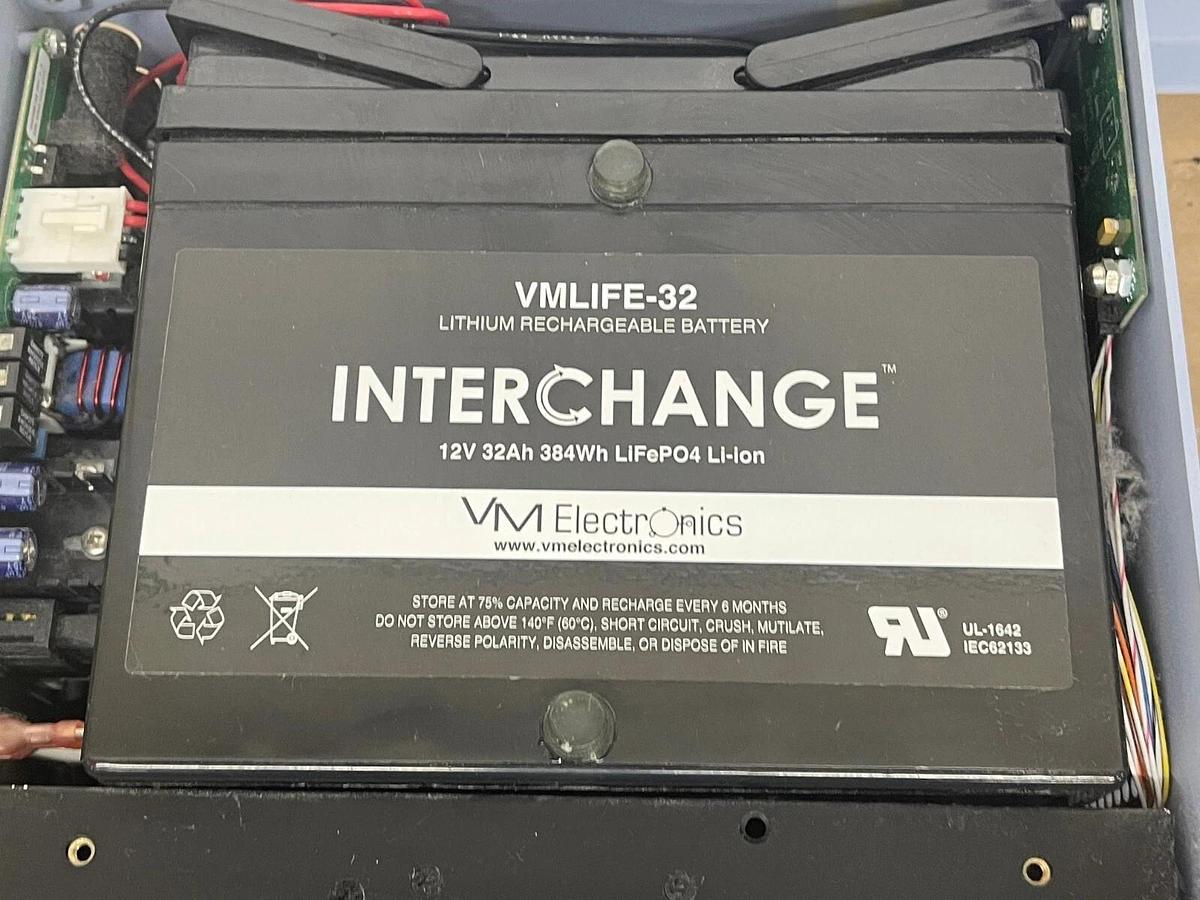 VMLIFE-32
LITHIUM RECHARGEABLE BATTERY
INTERCHANGE™
12V 32Ah 384Wh LiFePO4 Li-ion
VM Electronics
www.vmelectronics.com
STORE AT 75% CAPACITY AND RECHARGE EVERY 6 MONTHS
DO NOT STORE ABOVE 140°F (60°C), SHORT CIRCUIT, CRUSH, MUTILATE,
REVERSE POLARITY, DISASSEMBLE, OR DISPOSE OF IN FIRE
RU®
UL-1642
IEC62133